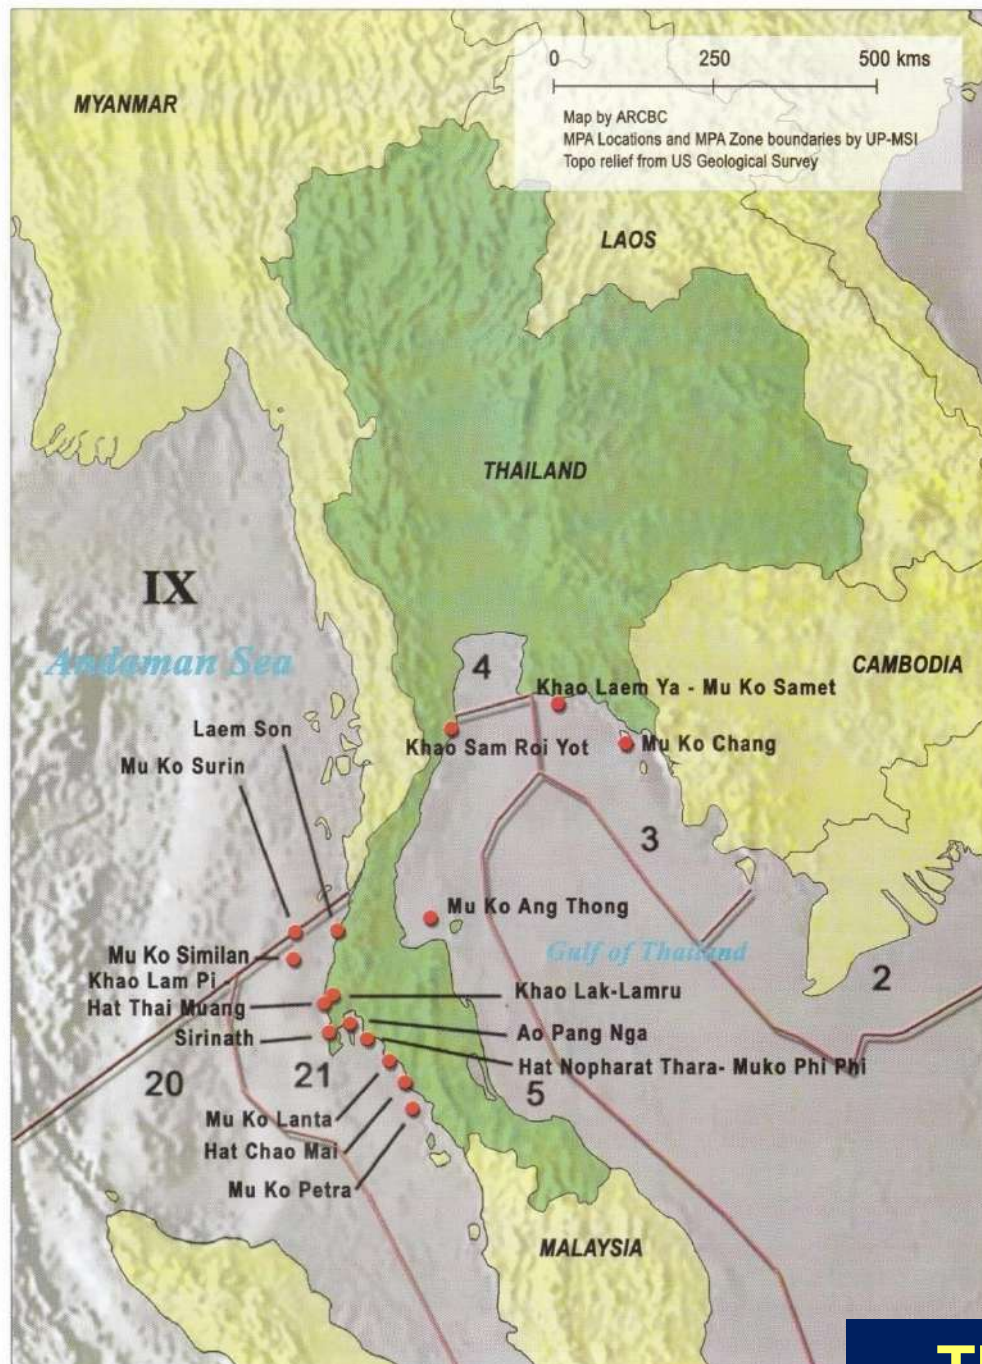 0 250 500 kms
Map by ARCBC
MPA Locations and MPA Zone boundaries by UP-MSI
Topo relief from US Geological Survey
MYANMAR
LAOS
THAILAND
IX
Andaman Sea
CAMBODIA
4
Khao Laem Ya - Mu Ko Samet
Laem Son
Khao Sam Roi Yot
Mu Ko Chang
Mu Ko Surin
3
Mu Ko Ang Thong
Gulf of Thailand
Mu Ko Similan
2
Khao Lam Pi -
Hat Thai Muang
Khao Lak-Lamru
Sirinath
Ao Pang Nga
Hat Nopharat Thara- Muko Phi Phi
20
21
5
Mu Ko Lanta
Hat Chao Mai
Mu Ko Petra
MALAYSIA